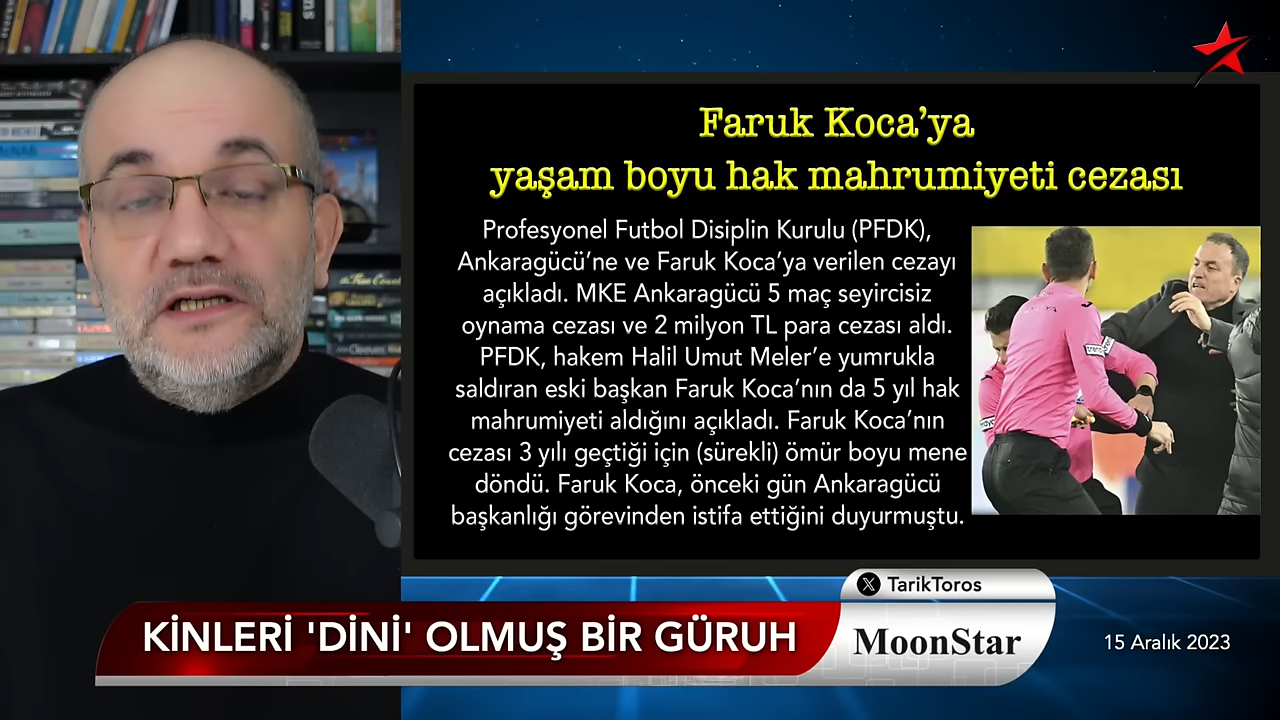 Faruk Koca'ya
yaşam boyu hak mahrumiyeti cezası
Profesyonel Futbol Disiplin Kurulu (PFDK),
Ankaragücü'ne ve Faruk Koca'ya verilen cezayı
açıkladı. MKE Ankaragücü 5 maç seyircisiz
oynama cezası ve 2 milyon TL para cezası aldı.
PFDK, hakem Halil Umut Meler'e yumrukla
saldıran eski başkan Faruk Koca'nın da 5 yıl hak
mahrumiyeti aldığını açıkladı. Faruk Koca'nın
cezası 3 yılı geçtiği için (sürekli) ömür boyu mene
döndü. Faruk Koca, önceki gün Ankaragücü
başkanlığı görevinden istifa ettiğini duyurmuştu.
TarikToros
KİNLERİ 'DİNİ' OLMUŞ BİR GÜRUH
MoonStar
15 Aralık 2023